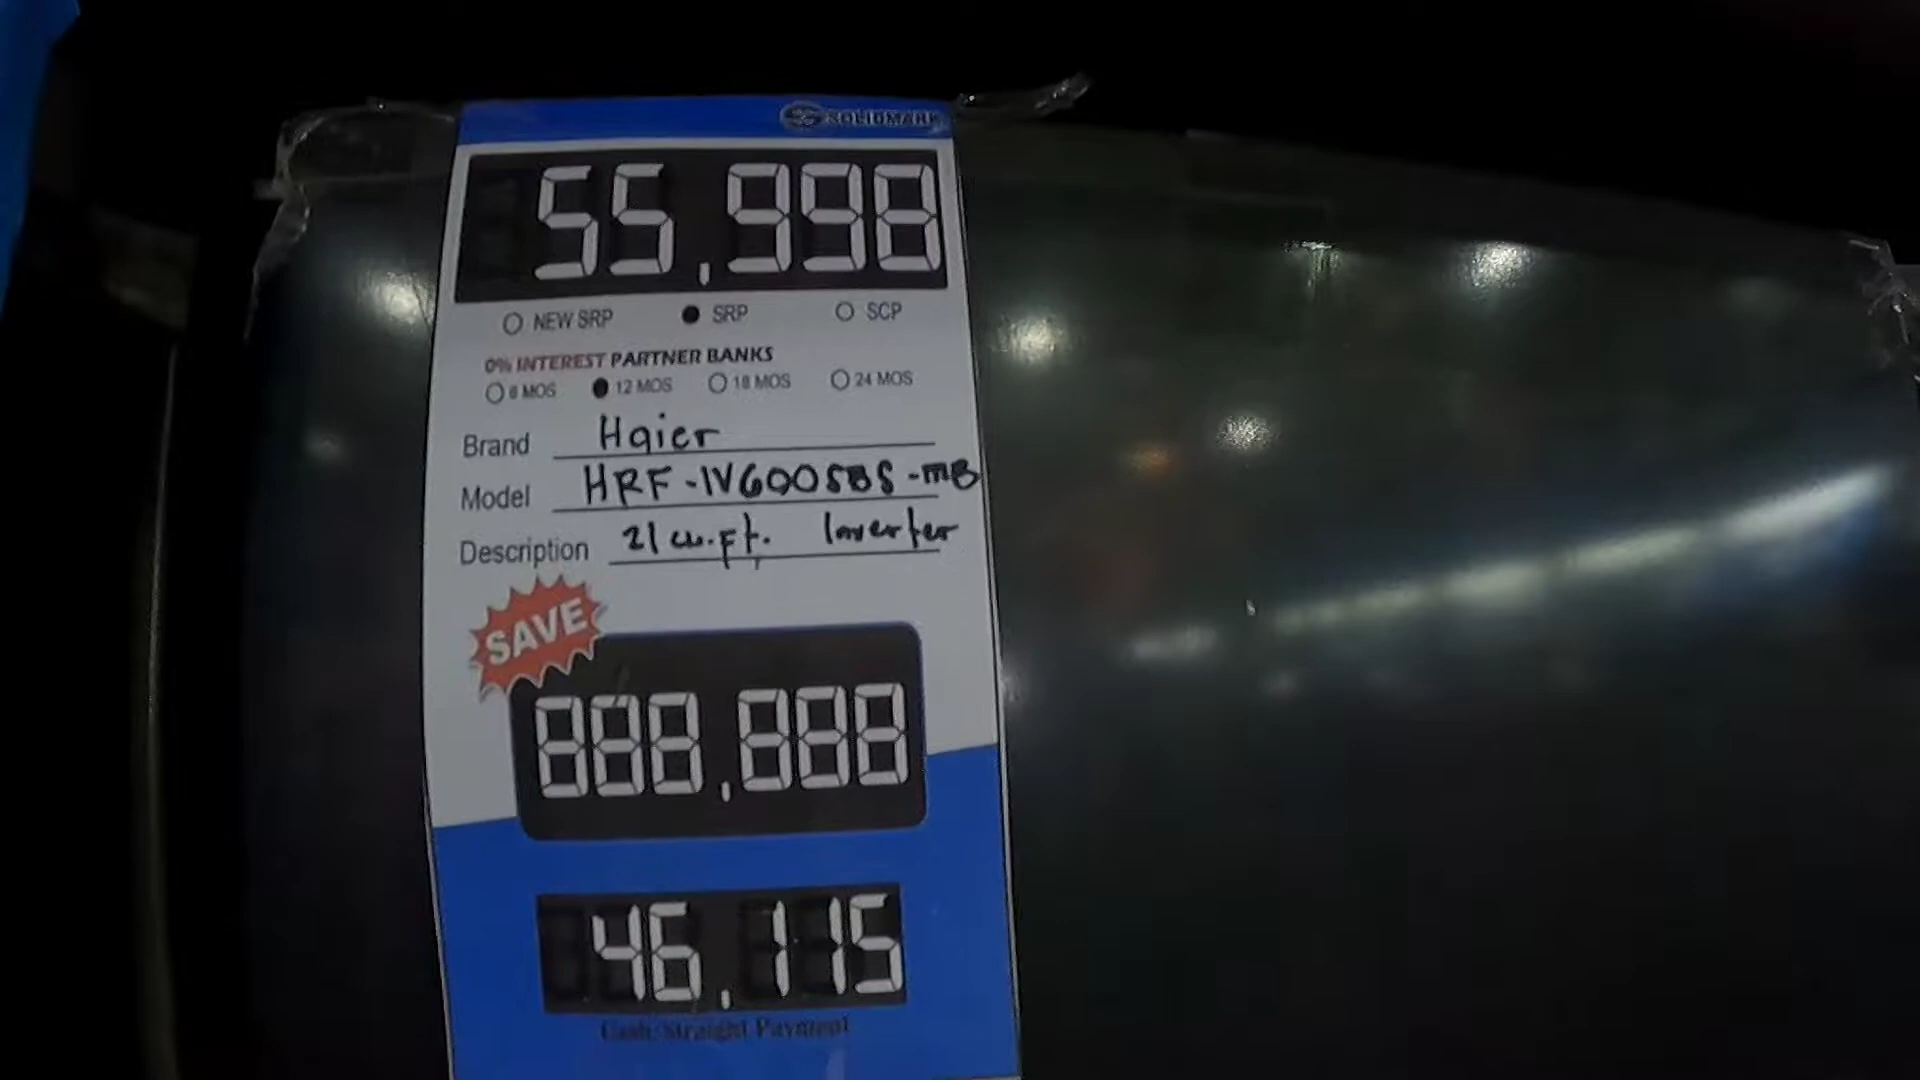 SOLIDMARK
55,998
NEW SRP SRP SCP
0% INTEREST PARTNER BANKS
6 MOS 12 MOS 18 MOS 24 MOS
Brand Haier
Model HRF-IV600SBS-MB
Description 21 cu.ft. Inverter
SAVE
888,888
46,115
Cash/Straight Payment